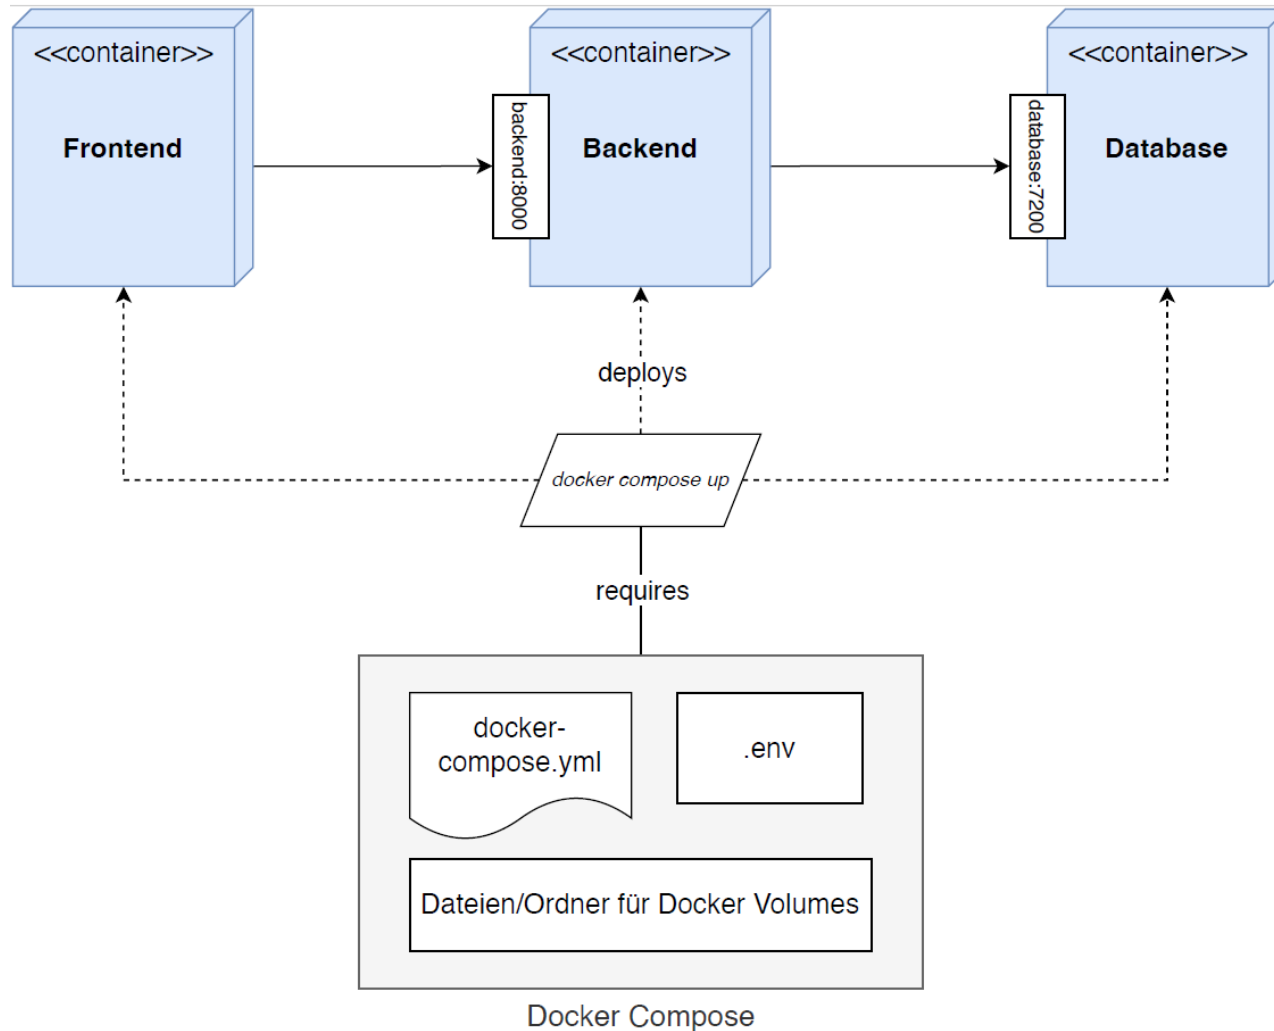 <<container>>
Frontend
backend:8000
<<container>>
Backend
database:7200
<<container>>
Database
deploys
docker compose up
requires
docker-
compose.yml
.env
Dateien/Ordner für Docker Volumes
Docker Compose